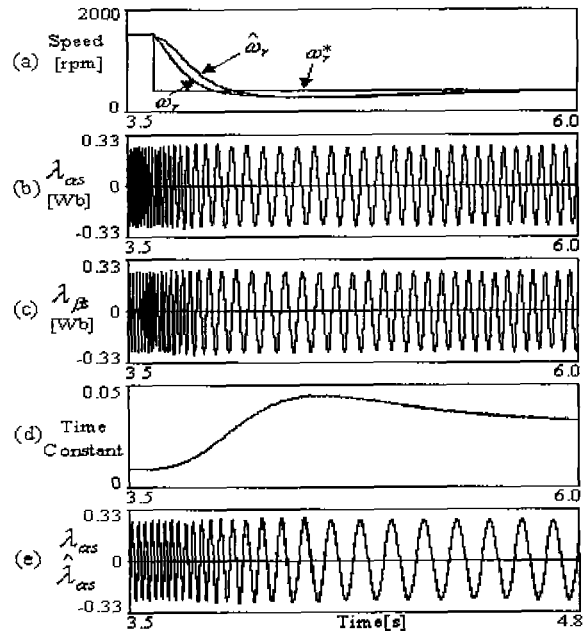 2000
(a) Speed
[rpm]
ω̂r
ωr*
ωr
0
3.5 6.0
0.33
(b) λαs
0
[Wb]
-0.33
3.5 6.0
0.33
(c) λβs
0
[Wb]
-0.33
3.5 6.0
0.05
(d) Time
Constant
0
3.5 6.0
0.33
(e) λαs
0
λ̂αs
-0.33
3.5 Time[s] 4.8